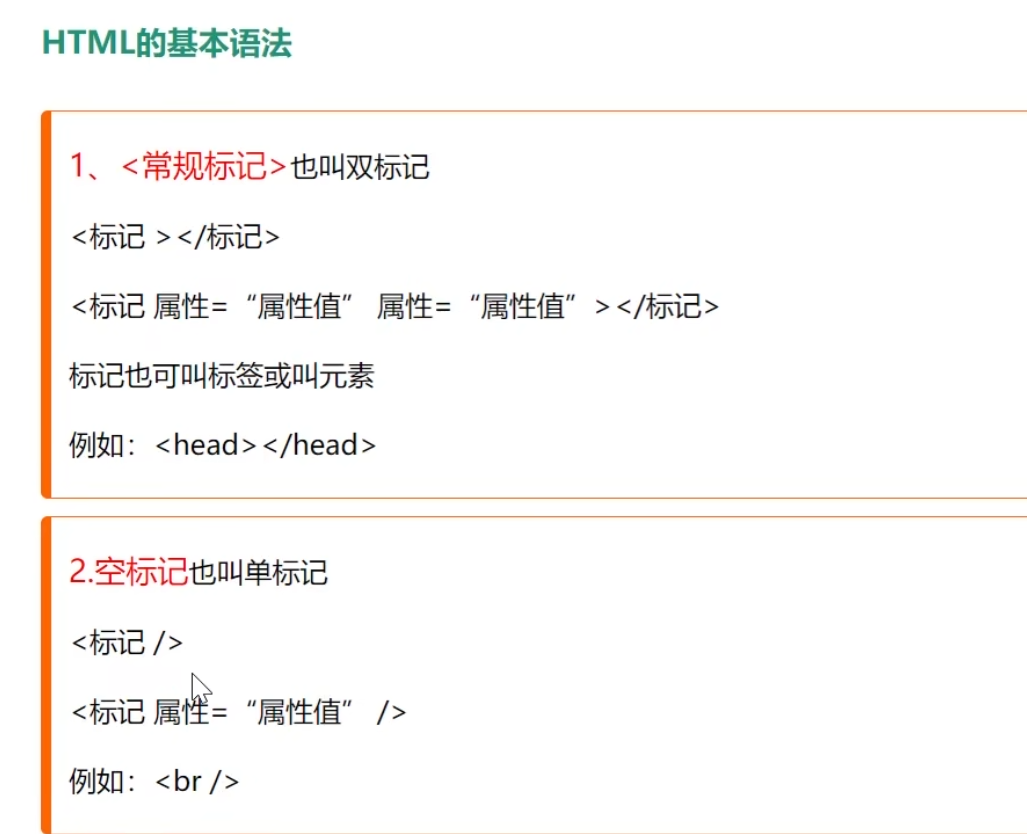 HTML的基本语法
1、<常规标记>也叫双标记
<标记 ></标记>
<标记 属性=“属性值” 属性=“属性值”></标记>
标记也可叫标签或叫元素
例如：<head></head>
2.空标记也叫单标记
<标记 />
<标记 属性=“属性值” />
例如：<br />